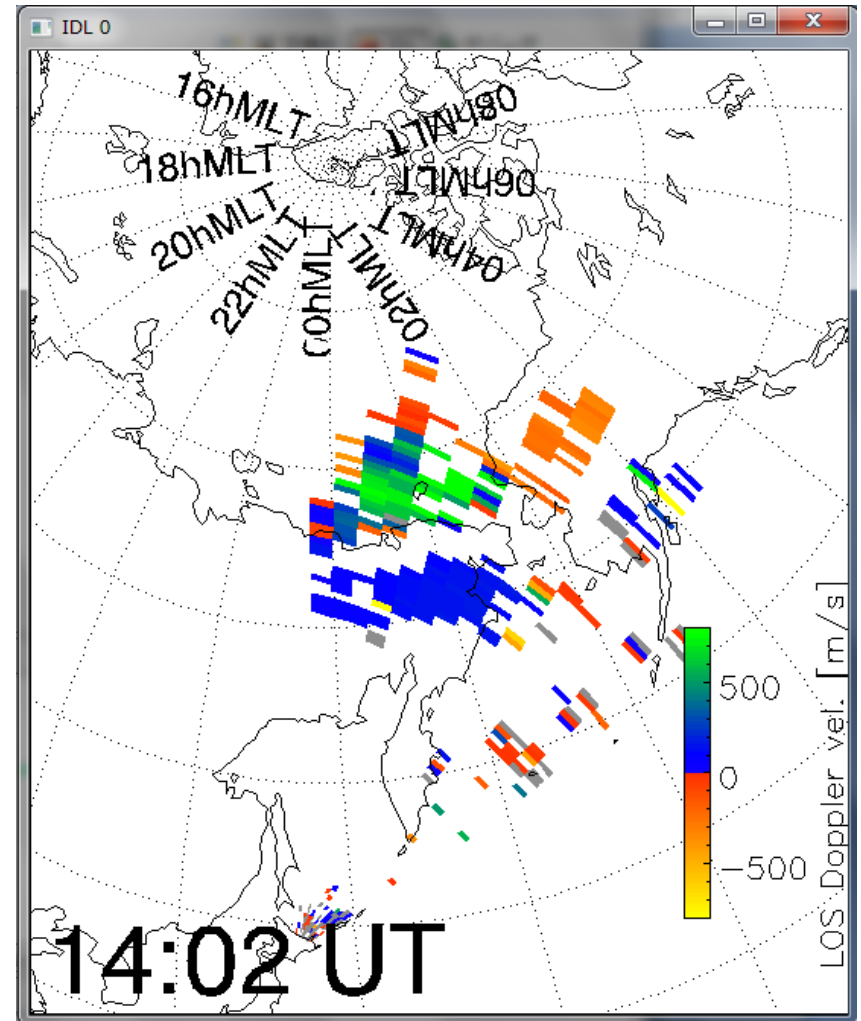 IDL 0
16hMLT
08hMLT
18hMLT
06hMLT
20hMLT
04hMLT
22hMLT
00hMLT
02hMLT
500
0
−500
LOS Doppler vel. [m/s]
14:02 UT